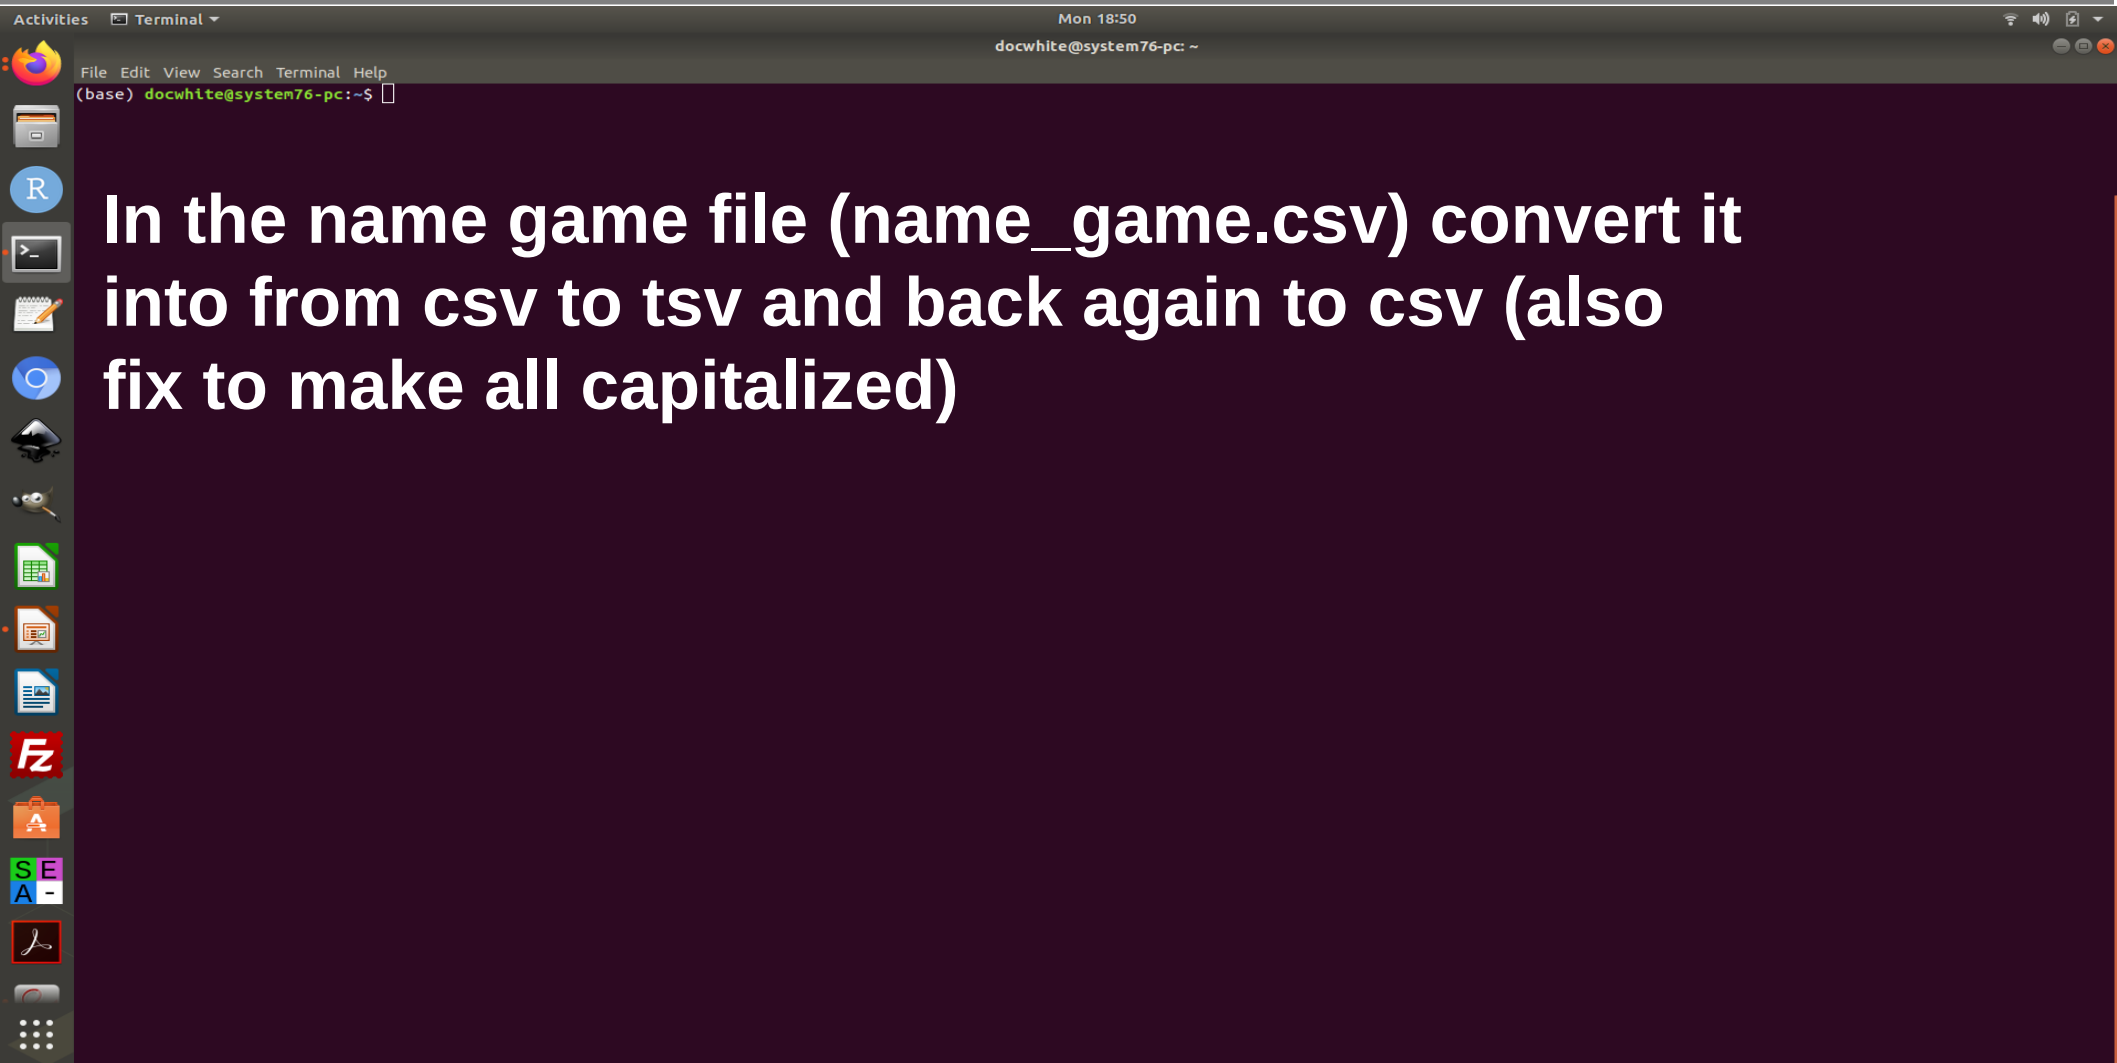 Activities Terminal Mon 18:50
docwhite@system76-pc: ~
File Edit View Search Terminal Help
(base) docwhite@system76-pc:~$
In the name game file (name_game.csv) convert it
into from csv to tsv and back again to csv (also
fix to make all capitalized)
R
>_
Fz
A
SE
A-